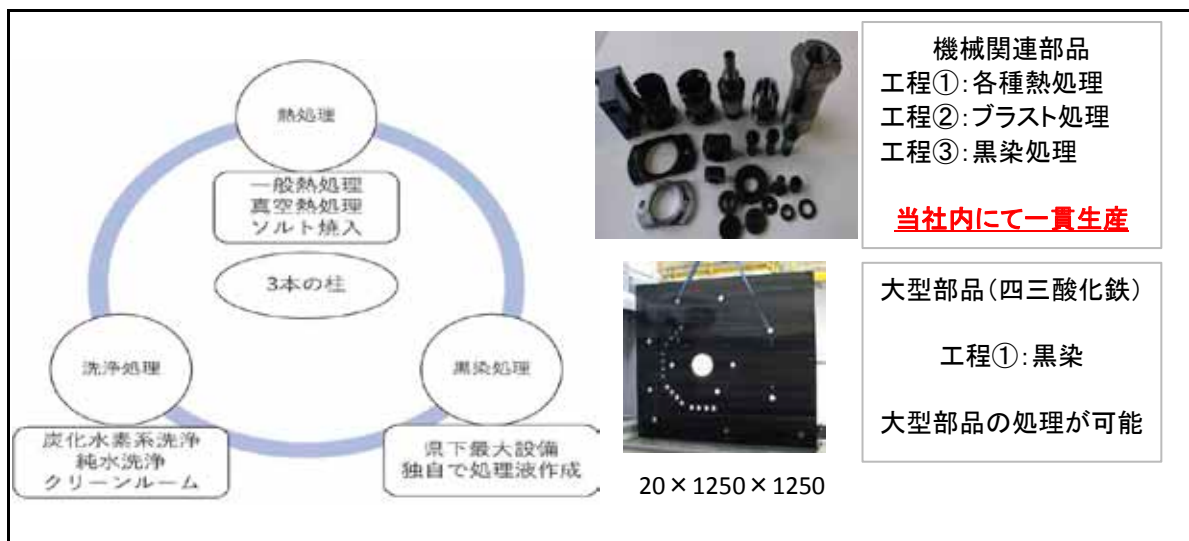 熱処理
一般熱処理
真空熱処理
ソルト焼入
3本の柱
洗浄処理
炭化水素系洗浄
純水洗浄
クリーンルーム
黒染処理
県下最大設備
独自で処理液作成
機械関連部品
工程①:各種熱処理
工程②:ブラスト処理
工程③:黒染処理
当社内にて一貫生産
大型部品(四三酸化鉄)
工程①:黒染
大型部品の処理が可能
20×1250×1250